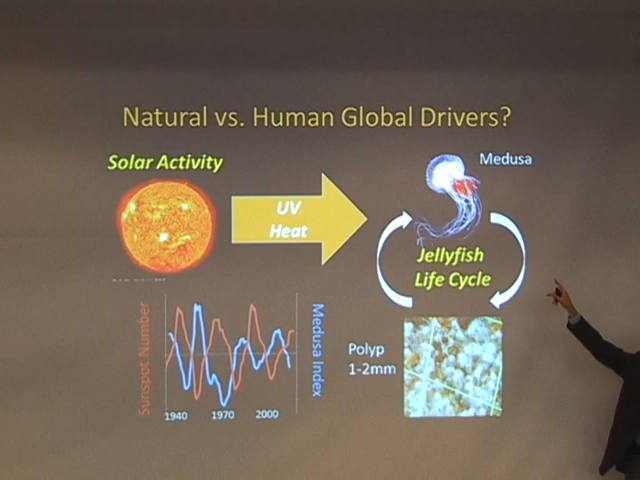 Natural vs. Human Global Drivers?
Solar Activity
Medusa
UV
Heat
Jellyfish
Life Cycle
Sunspot Number
Medusa Index
1940
1970
2000
Polyp
1-2mm